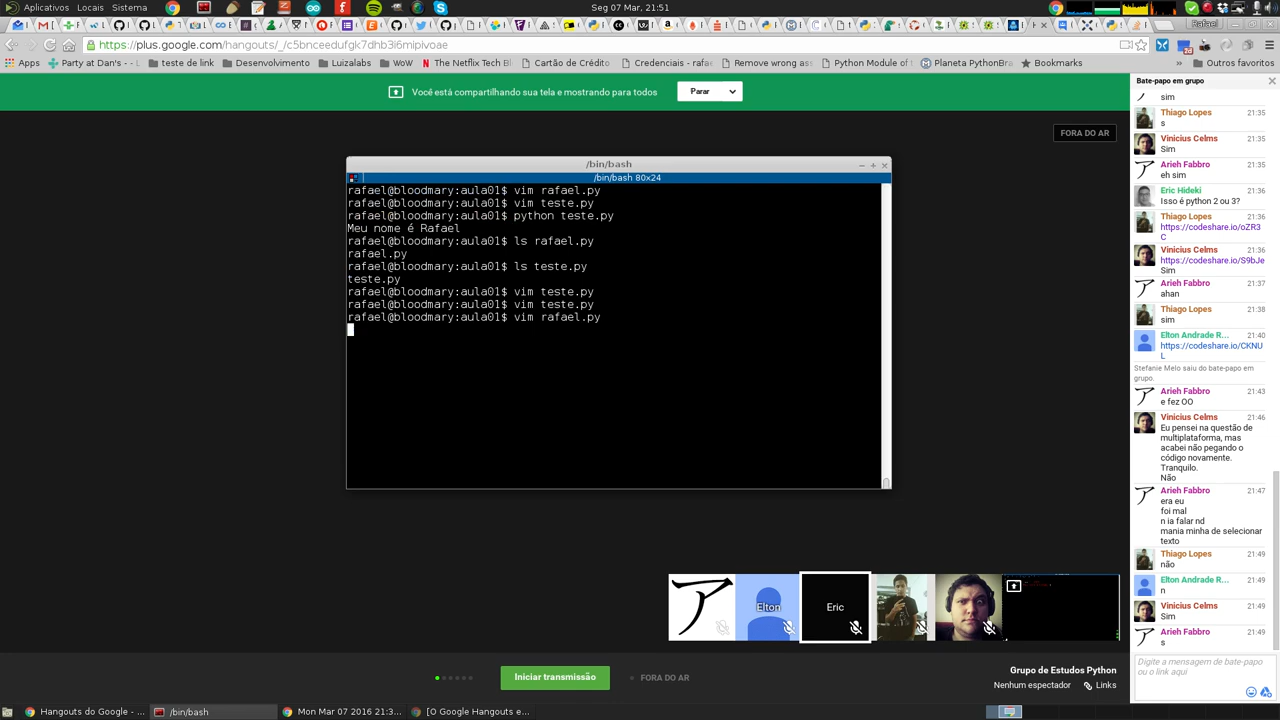 Aplicativos Locais Sistema
Seg 07 Mar, 21:51
Rafael
https://plus.google.com/hangouts/_/c5bnceedufgk7dhb3i6mipivoae
Apps
Party at Dan's - - L
teste de link
Desenvolvimento
Luizalabs
WoW
The Next Tech Bl
Cartão de Crédito
Credenciais - rafae
Remove wrong ass
Python Module of
Planeta PythonBra
Bookmarks
»
Outros favoritos
Você está compartilhando sua tela e mostrando para todos
Parar
FORA DO AR
/bin/bash
/bin/bash 80x24
rafael@bloodmary:aula01$ vim rafael.py
rafael@bloodmary:aula01$ vim teste.py
rafael@bloodmary:aula01$ python teste.py
Meu nome é Rafael
rafael@bloodmary:aula01$ ls rafael.py
rafael.py
rafael@bloodmary:aula01$ ls teste.py
teste.py
rafael@bloodmary:aula01$ vim teste.py
rafael@bloodmary:aula01$ vim teste.py
rafael@bloodmary:aula01$ vim rafael.py
ア
Elton
Eric
Iniciar transmissão
FORA DO AR
Grupo de Estudos Python
Nenhum espectador
Links
Bate-papo em grupo
sim
Thiago Lopes 21:35
s
Vinicius Celms 21:35
Sim
Arieh Fabbro 21:35
eh sim
Eric Hideki 21:36
Isso é python 2 ou 3?
Thiago Lopes 21:36
https://codeshare.io/oZR3
C
Vinicius Celms 21:36
https://codeshare.io/S9bJe
Sim
Arieh Fabbro 21:37
ahan
Thiago Lopes 21:38
sim
Elton Andrade R... 21:40
https://codeshare.io/CKNU
L
Stefanie Melo saiu do bate-papo em
grupo.
Arieh Fabbro 21:43
e fez OO
Vinicius Celms 21:46
Eu pensei na questão de
multiplataforma, mas
acabei não pegando o
código novamente.
Tranquilo.
Não
Arieh Fabbro 21:47
era eu
foi mal
n ia falar nd
mania minha de selecionar
texto
Thiago Lopes 21:49
não
Elton Andrade R... 21:49
n
Vinicius Celms 21:49
Sim
Arieh Fabbro 21:49
s
Digite a mensagem de bate-papo
ou o link aqui
Hangouts do Google - ...
/bin/bash
Mon Mar 07 2016 21:3...
[Google Hangouts e...